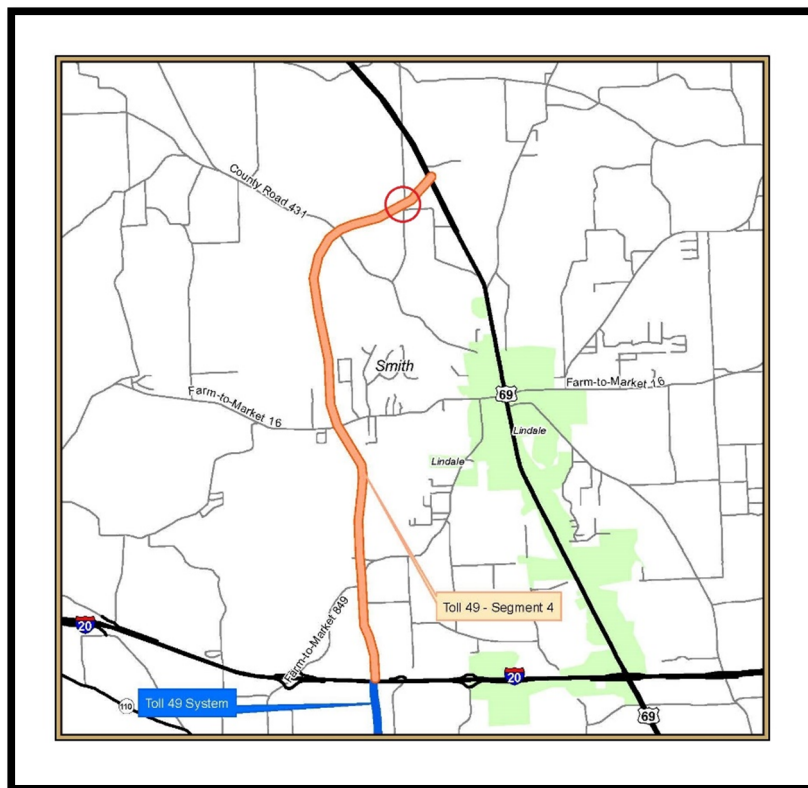 County Road 431
Smith
Farm-to-Market 16
69
Farm-to-Market 16
Lindale
Lindale
Toll 49 - Segment 4
Farm-to-Market 849
20
20
110
Toll 49 System
69